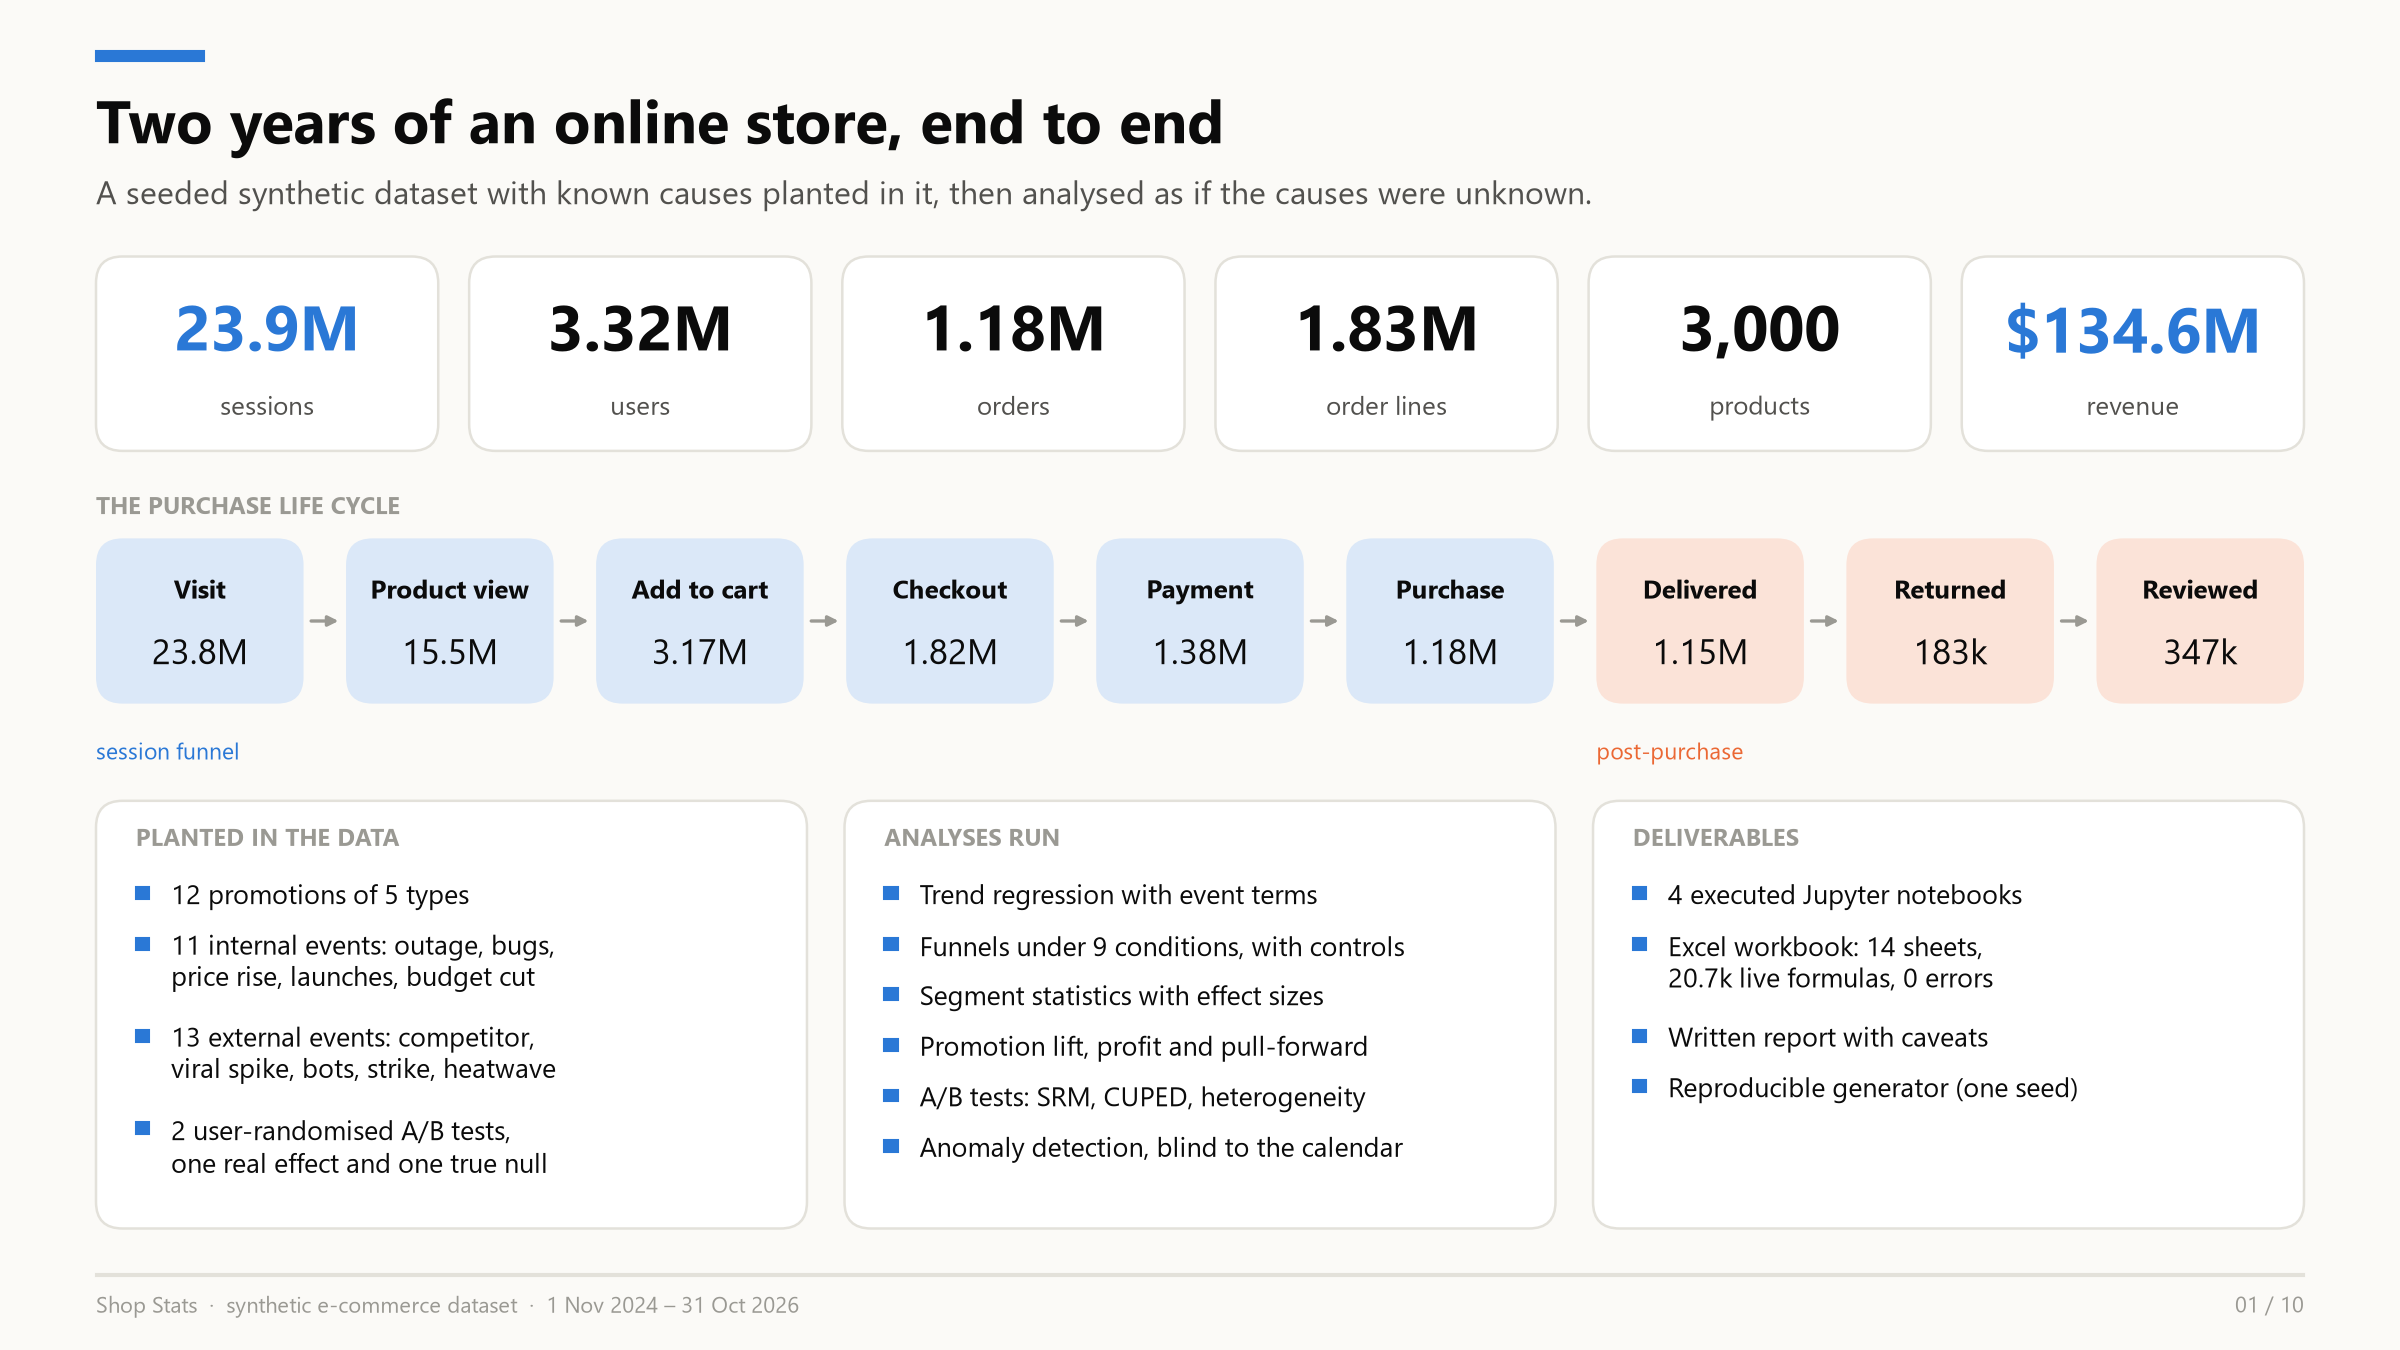 Two years of an online store, end to end
A seeded synthetic dataset with known causes planted in it, then analysed as if the causes were unknown.
23.9M
sessions
3.32M
users
1.18M
orders
1.83M
order lines
3,000
products
$134.6M
revenue
THE PURCHASE LIFE CYCLE
Visit
23.8M
Product view
15.5M
Add to cart
3.17M
Checkout
1.82M
Payment
1.38M
Purchase
1.18M
Delivered
1.15M
Returned
183k
Reviewed
347k
session funnel
post-purchase
PLANTED IN THE DATA
12 promotions of 5 types
11 internal events: outage, bugs,
price rise, launches, budget cut
13 external events: competitor,
viral spike, bots, strike, heatwave
2 user-randomised A/B tests,
one real effect and one true null
ANALYSES RUN
Trend regression with event terms
Funnels under 9 conditions, with controls
Segment statistics with effect sizes
Promotion lift, profit and pull-forward
A/B tests: SRM, CUPED, heterogeneity
Anomaly detection, blind to the calendar
DELIVERABLES
4 executed Jupyter notebooks
Excel workbook: 14 sheets,
20.7k live formulas, 0 errors
Written report with caveats
Reproducible generator (one seed)
Shop Stats · synthetic e-commerce dataset · 1 Nov 2024 – 31 Oct 2026
01 / 10